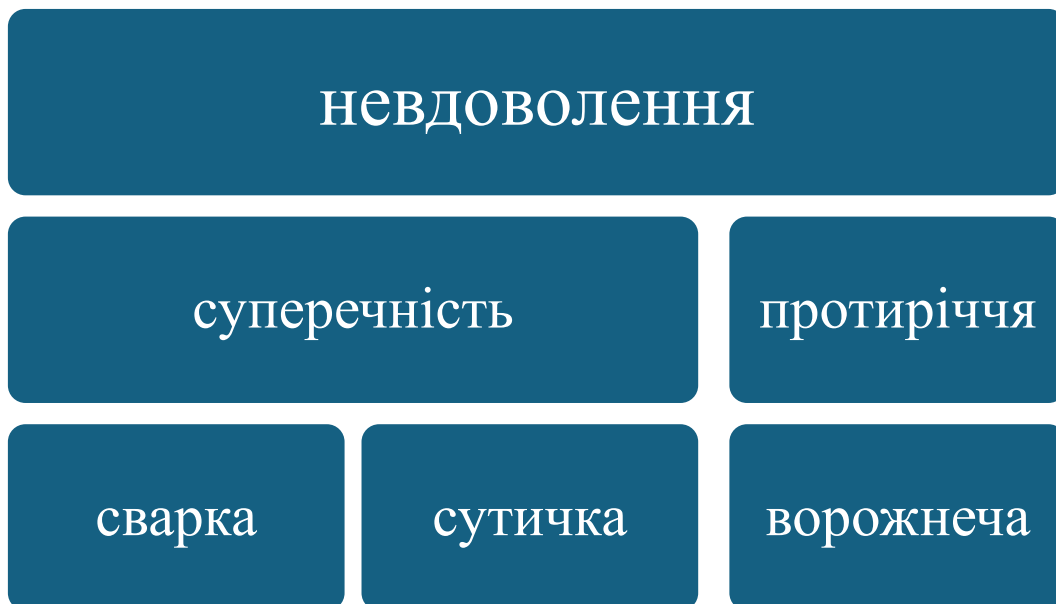 невдоволення
суперечність протиріччя
сварка сутичка ворожнеча